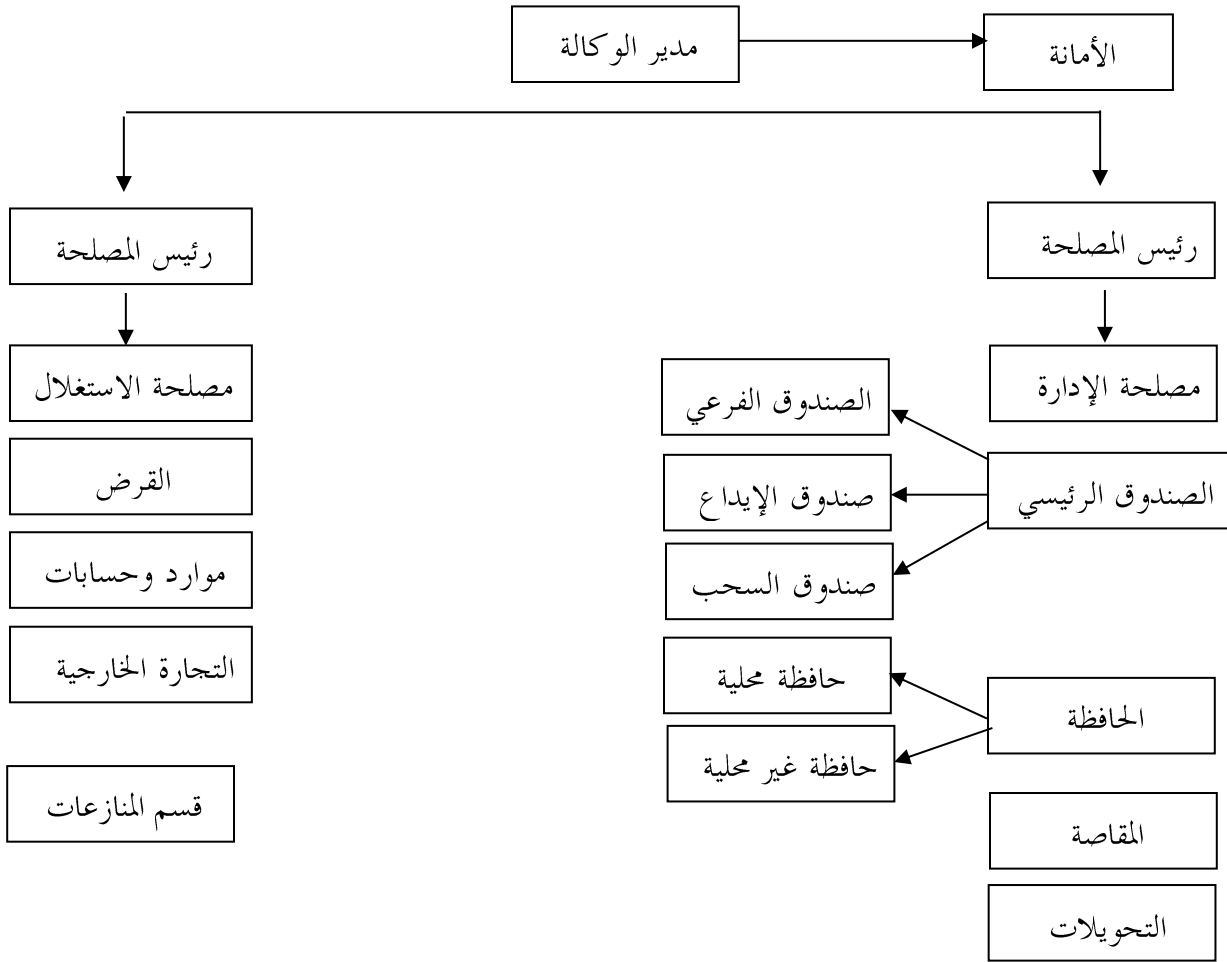 الأمانة
مدير الوكالة
رئيس المصلحة
رئيس المصلحة
مصلحة الإدارة
الصندوق الفرعي
مصلحة الاستغلال
الصندوق الرئيسي
صندوق الإيداع
القرض
صندوق السحب
موارد وحسابات
حافظة محلية
التجارة الخارجية
الحافظة
حافظة غير محلية
قسم المنازعات
المقاصة
التحويلات